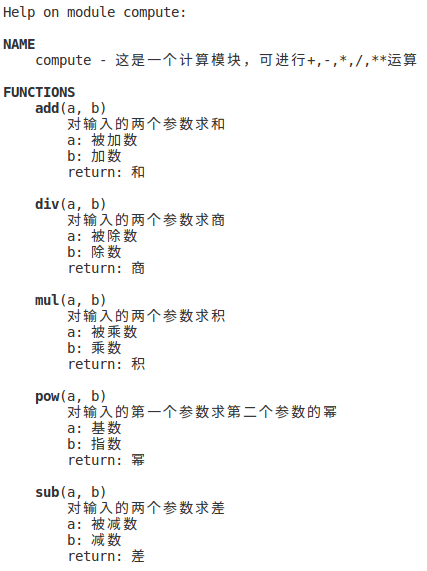 Help on module compute:
NAME
compute - 这是一个计算模块，可进行+,-,*,/,**运算
FUNCTIONS
add(a, b)
对输入的两个参数求和
a: 被加数
b: 加数
return: 和
div(a, b)
对输入的两个参数求商
a: 被除数
b: 除数
return: 商
mul(a, b)
对输入的两个参数求积
a: 被乘数
b: 乘数
return: 积
pow(a, b)
对输入的第一个参数求第二个参数的幂
a: 基数
b: 指数
return: 幂
sub(a, b)
对输入的两个参数求差
a: 被减数
b: 减数
return: 差